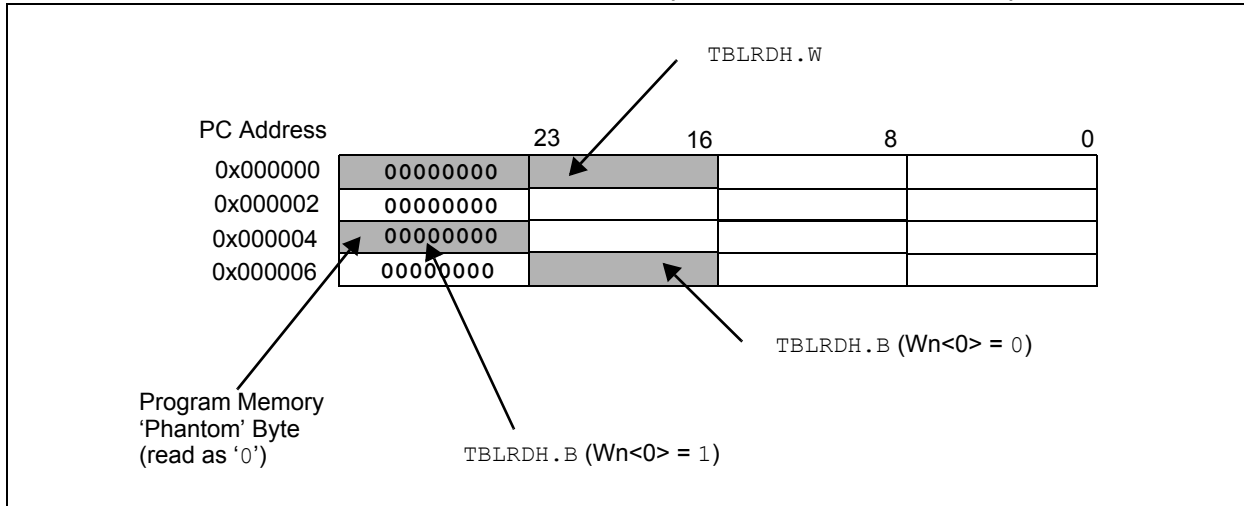 TBLRDH.W
PC Address
23 16 8 0
0x000000 00000000
0x000002 00000000
0x000004 00000000
0x000006 00000000
TBLRDH.B (Wn<0> = 0)
Program Memory
‘Phantom’ Byte
(read as ‘0’)
TBLRDH.B (Wn<0> = 1)